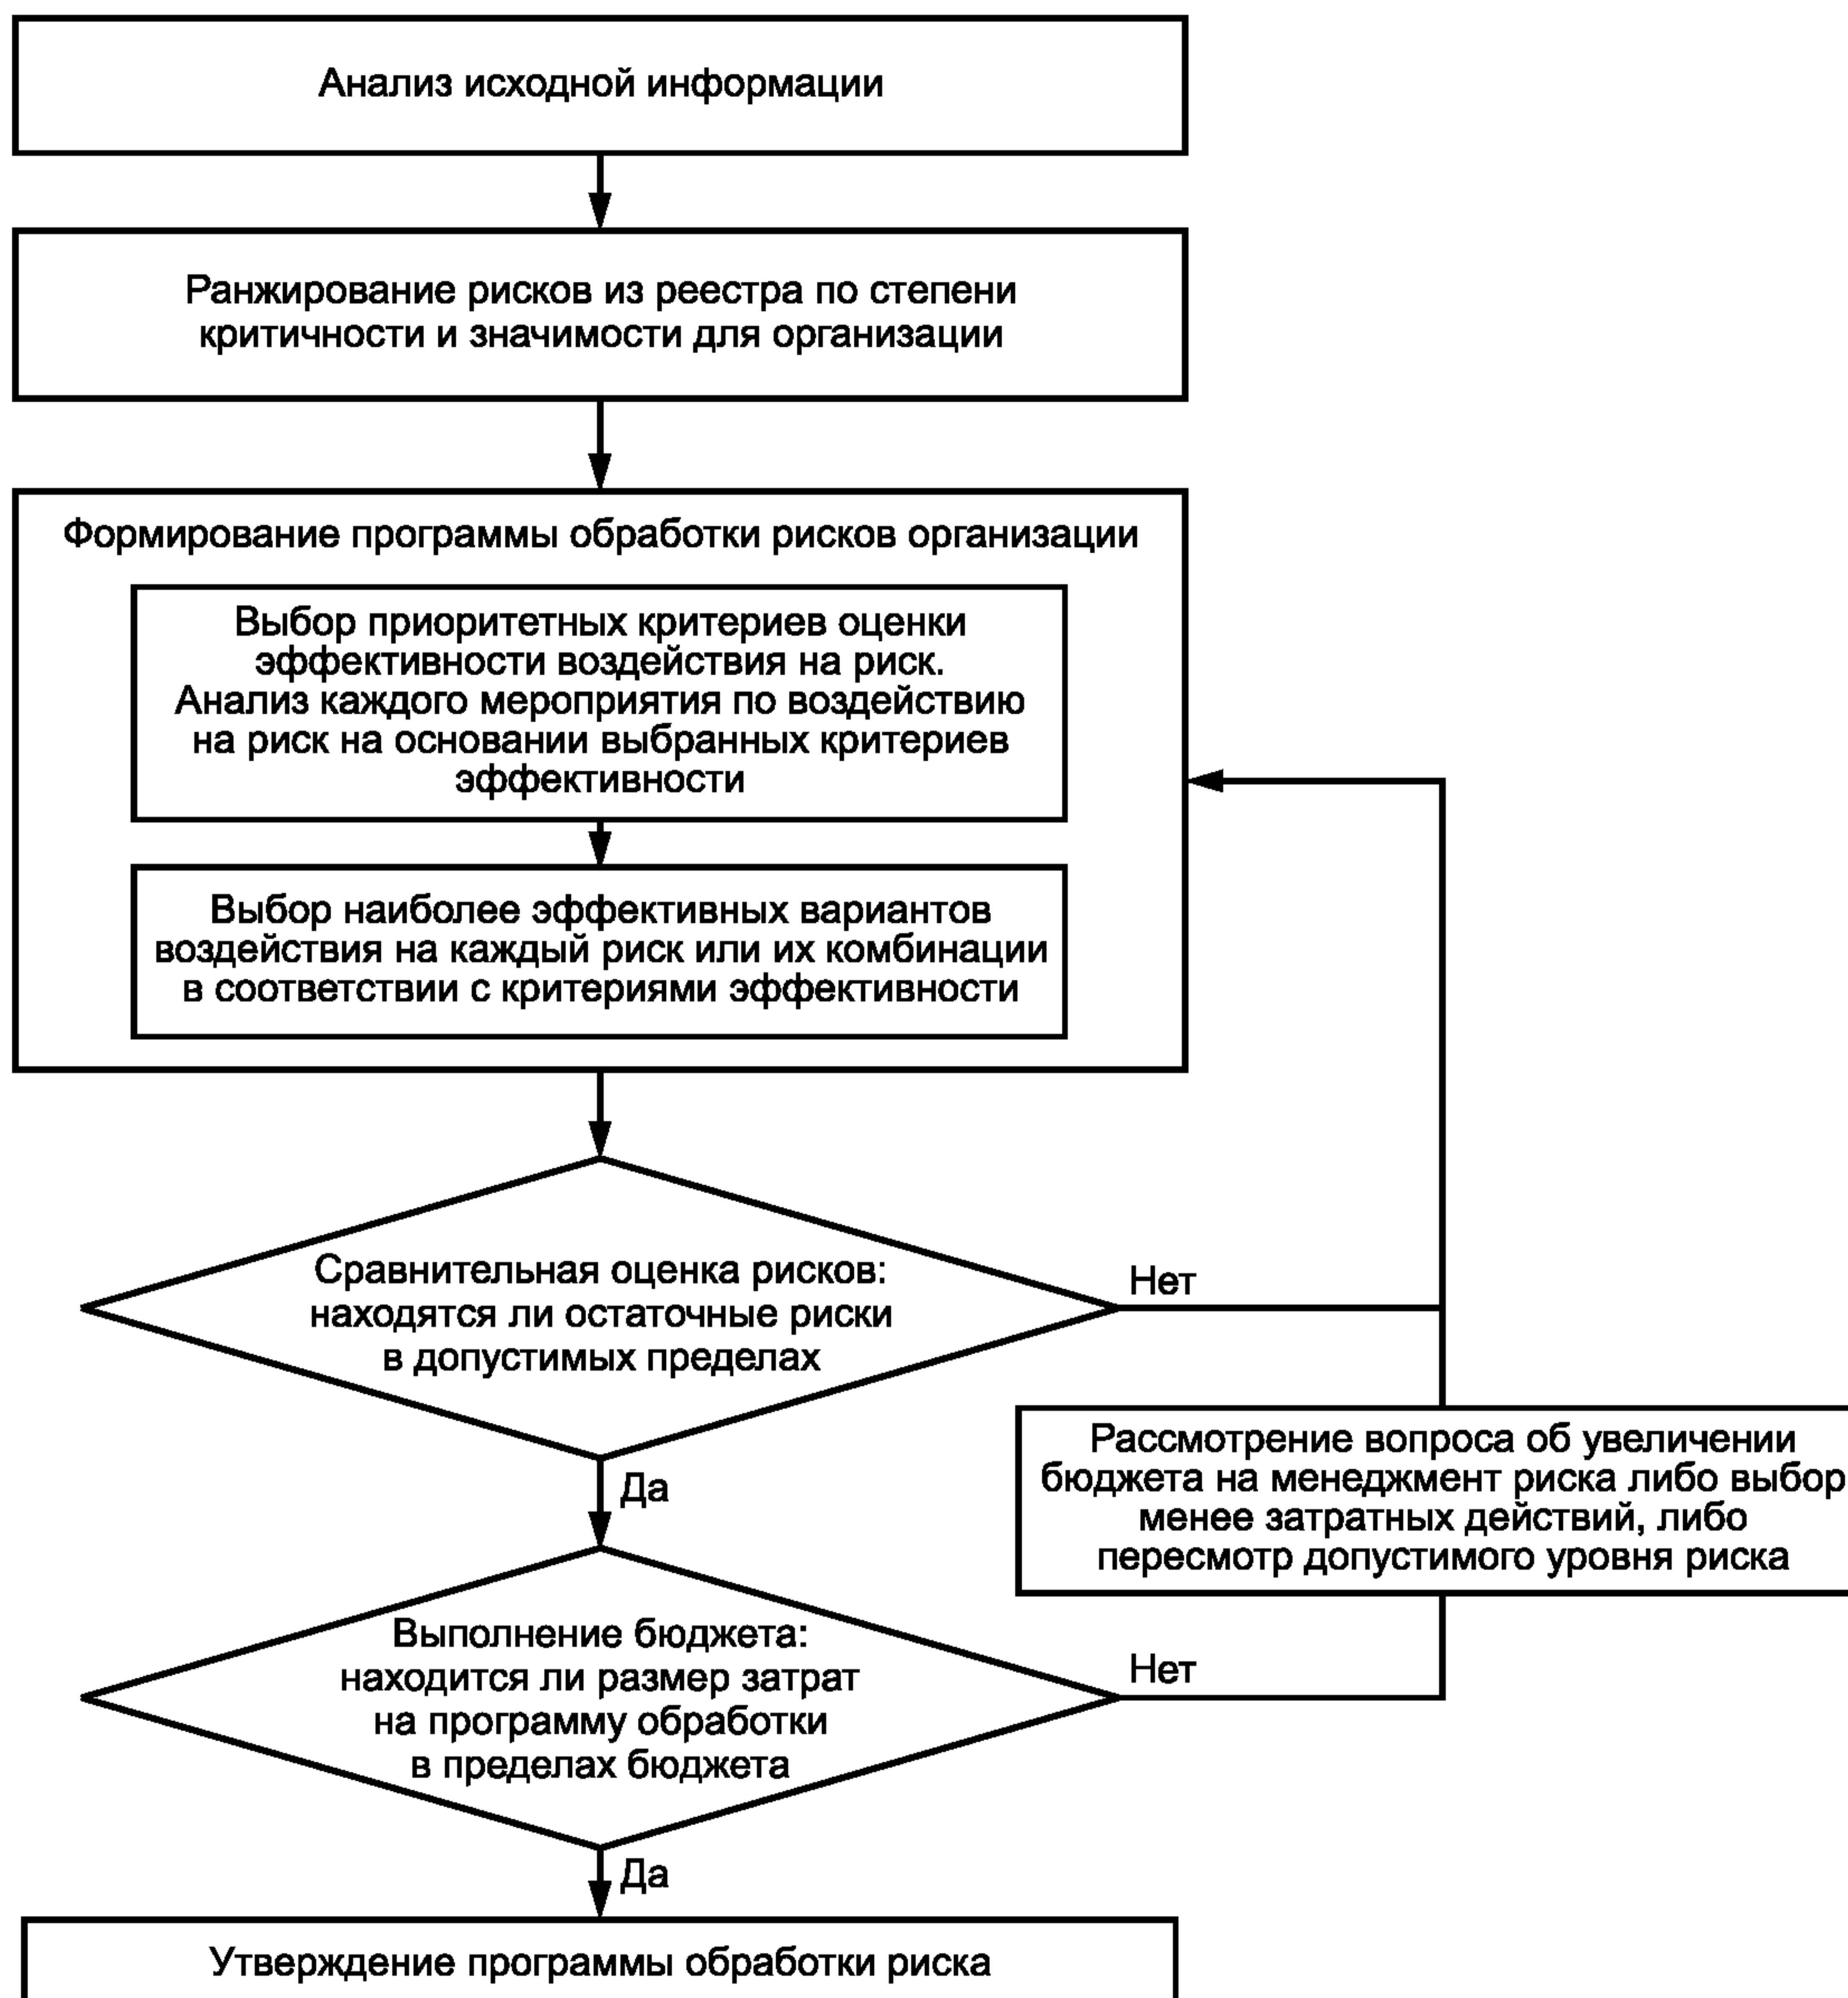 Анализ исходной информации
Ранжирование рисков из реестра по степени
критичности и значимости для организации
Формирование программы обработки рисков организации
Выбор приоритетных критериев оценки
эффективности воздействия на риск.
Анализ каждого мероприятия по воздействию
на риск на основании выбранных критериев
эффективности
Выбор наиболее эффективных вариантов
воздействия на каждый риск или их комбинации
в соответствии с критериями эффективности
Сравнительная оценка рисков:
находятся ли остаточные риски
в допустимых пределах
Нет
Да
Рассмотрение вопроса об увеличении
бюджета на менеджмент риска либо выбор
менее затратных действий, либо
пересмотр допустимого уровня риска
Выполнение бюджета:
находится ли размер затрат
на программу обработки
в пределах бюджета
Нет
Да
Утверждение программы обработки риска